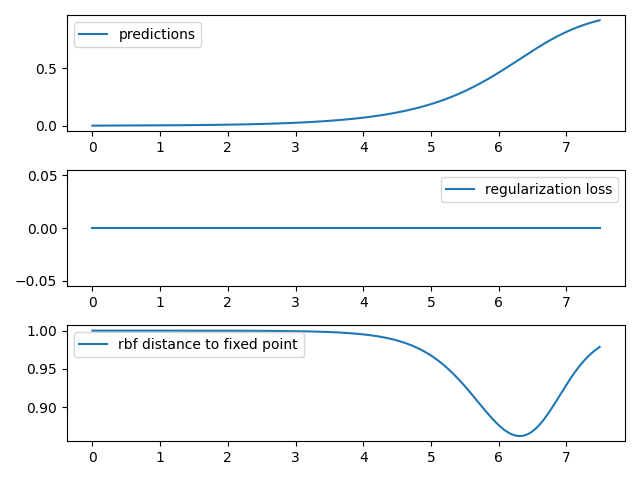 predictions
0.5
0.0
0 1 2 3 4 5 6 7
0.05
regularization loss
0.00
−0.05
0 1 2 3 4 5 6 7
1.00
rbf distance to fixed point
0.95
0.90
0 1 2 3 4 5 6 7